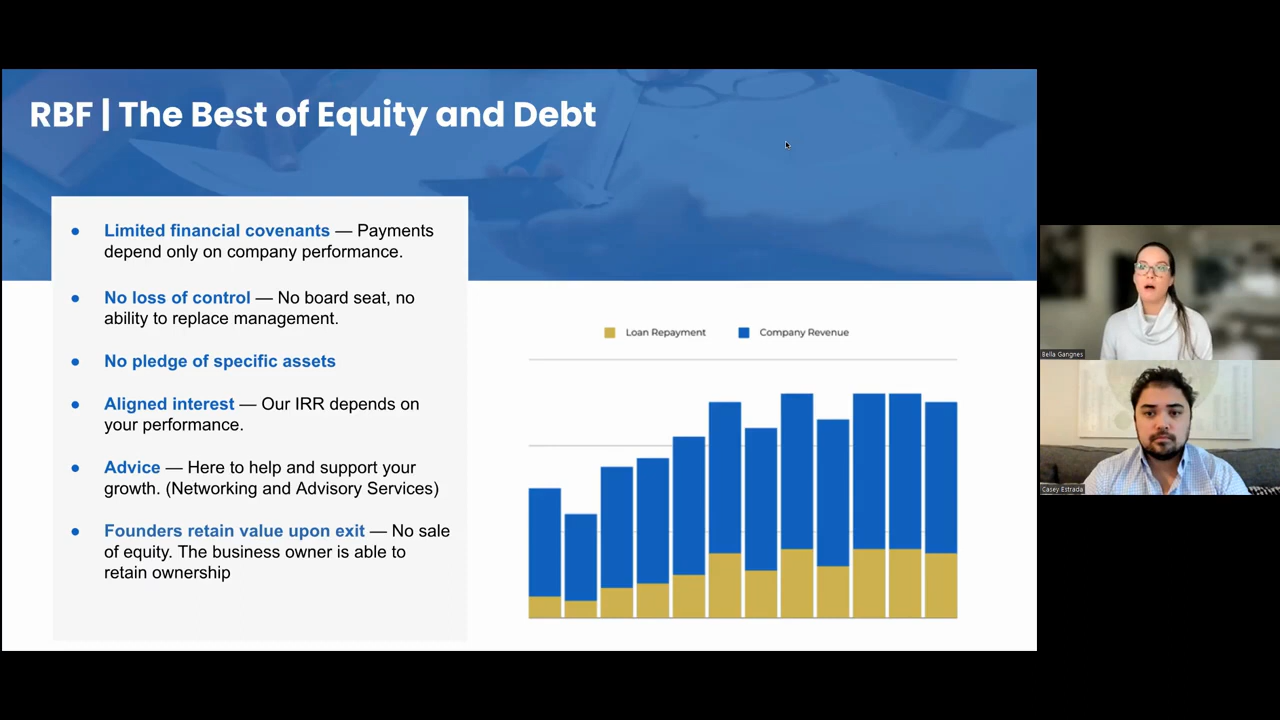 RBF | The Best of Equity and Debt
● Limited financial covenants — Payments
depend only on company performance.
● No loss of control — No board seat, no
ability to replace management.
● No pledge of specific assets
● Aligned interest — Our IRR depends on
your performance.
● Advice — Here to help and support your
growth. (Networking and Advisory Services)
● Founders retain value upon exit — No sale
of equity. The business owner is able to
retain ownership
Loan Repayment
Company Revenue
Bella Gangnes
Casey Estrada